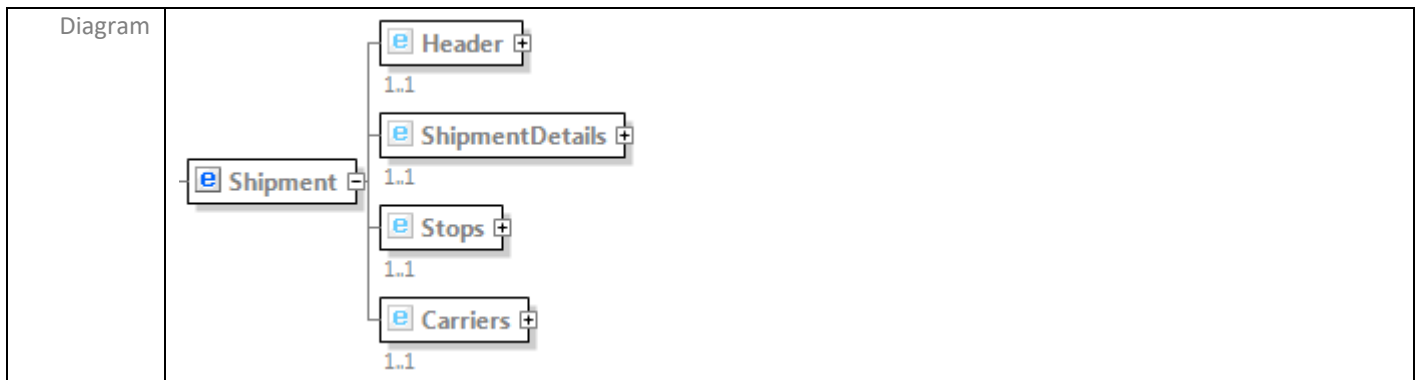 Diagram
e Header +
1..1
e ShipmentDetails +
1..1
e Shipment -
e Stops +
1..1
e Carriers +
1..1